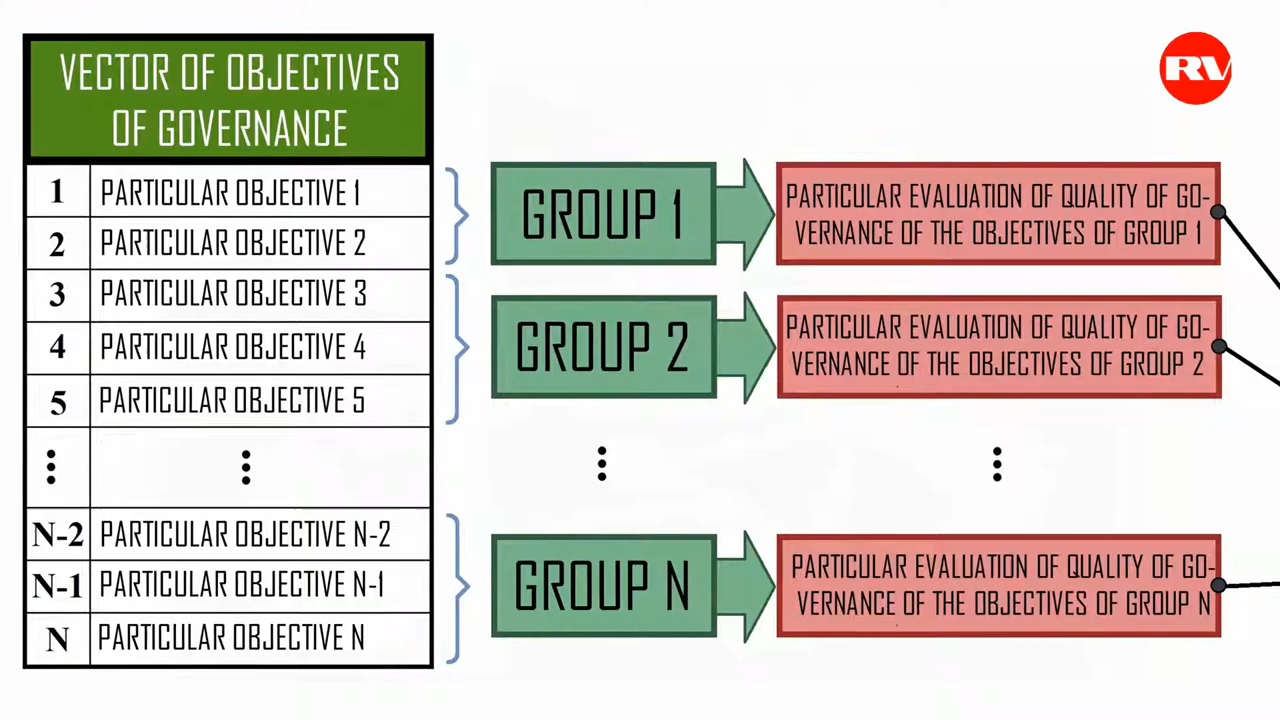 VECTOR OF OBJECTIVES
OF GOVERNANCE
1 PARTICULAR OBJECTIVE 1
2 PARTICULAR OBJECTIVE 2
3 PARTICULAR OBJECTIVE 3
4 PARTICULAR OBJECTIVE 4
5 PARTICULAR OBJECTIVE 5
N-2 PARTICULAR OBJECTIVE N-2
N-1 PARTICULAR OBJECTIVE N-1
N PARTICULAR OBJECTIVE N
GROUP 1
PARTICULAR EVALUATION OF QUALITY OF GO-
VERNANCE OF THE OBJECTIVES OF GROUP 1
GROUP 2
PARTICULAR EVALUATION OF QUALITY OF GO-
VERNANCE OF THE OBJECTIVES OF GROUP 2
GROUP N
PARTICULAR EVALUATION OF QUALITY OF GO-
VERNANCE OF THE OBJECTIVES OF GROUP N
RV